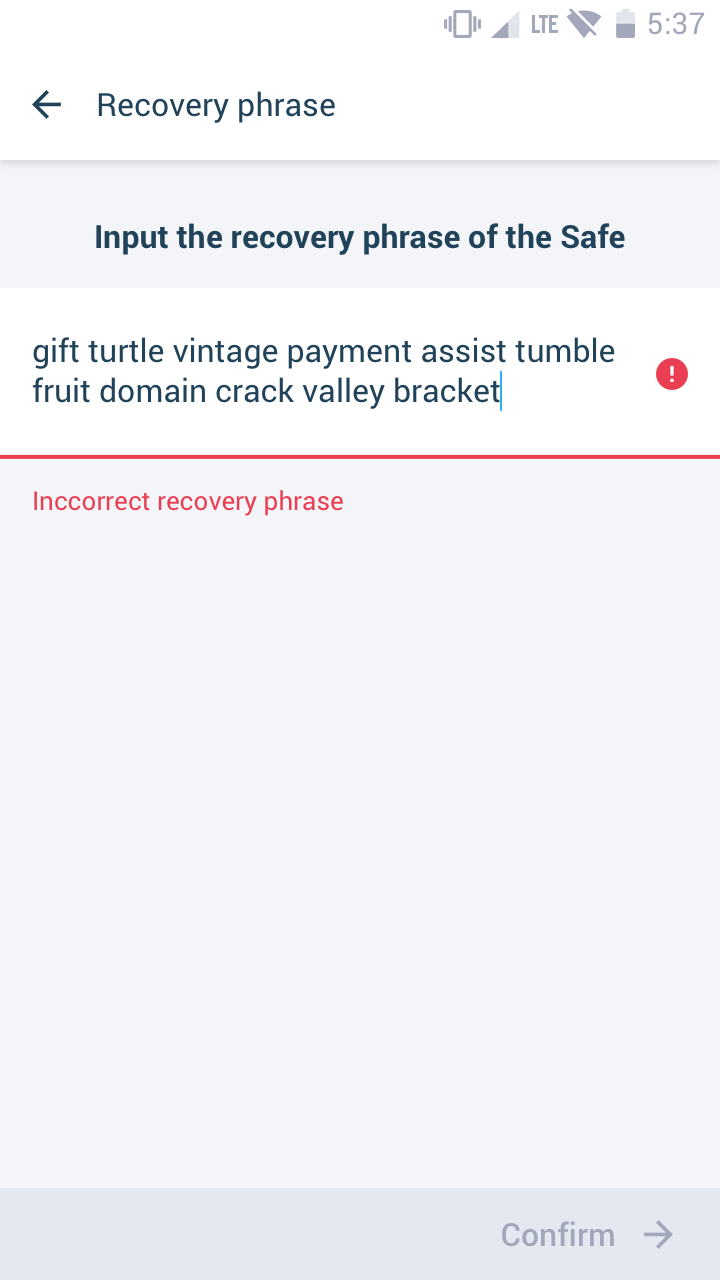 LTE 5:37
Recovery phrase
Input the recovery phrase of the Safe
gift turtle vintage payment assist tumble
fruit domain crack valley bracket
Inccorrect recovery phrase
Confirm